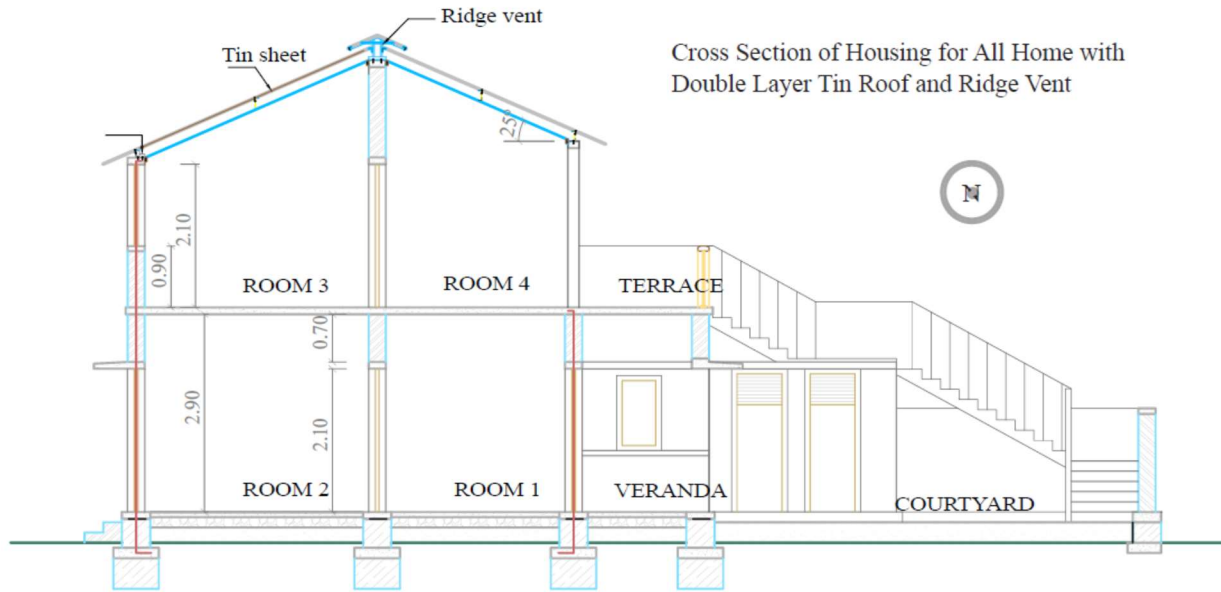 Ridge vent
Tin sheet
Cross Section of Housing for All Home with
Double Layer Tin Roof and Ridge Vent
25°
N
2.10
0.90
ROOM 3
ROOM 4
TERRACE
0.70
2.90
2.10
ROOM 2
ROOM 1
VERANDA
COURTYARD